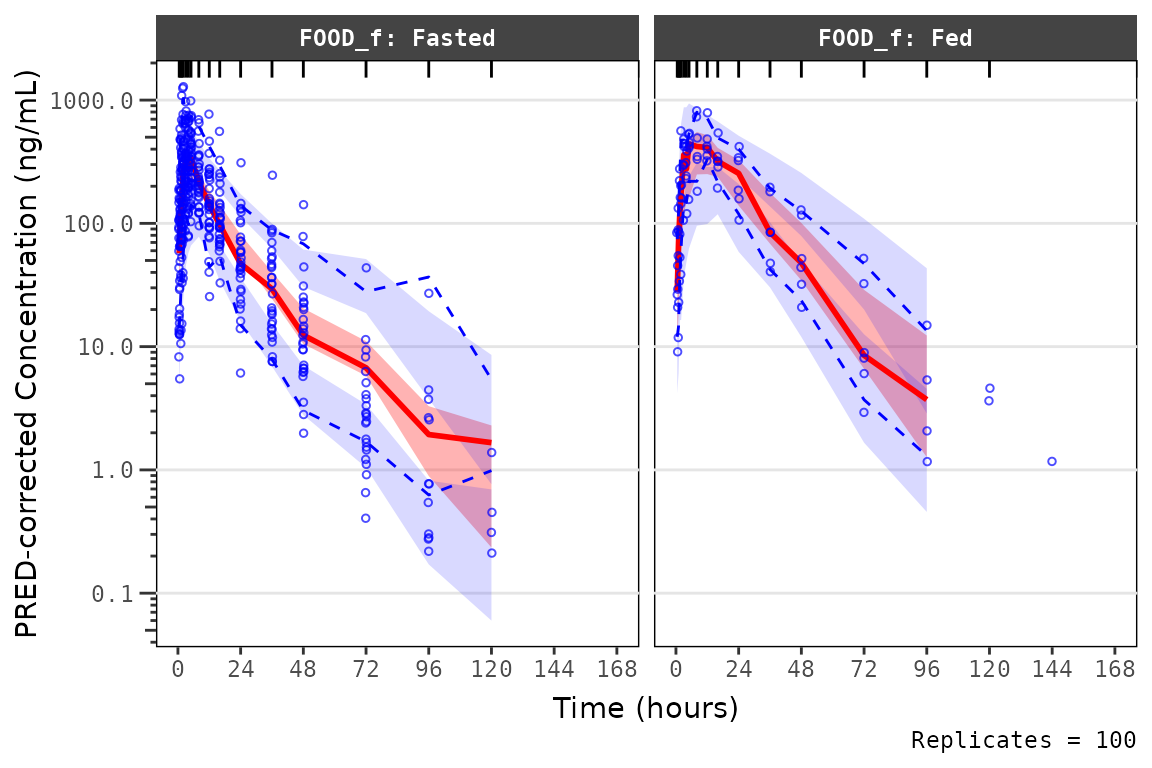 FOOD_f: Fasted
FOOD_f: Fed
PRED-corrected Concentration (ng/mL)
1000.0
100.0
10.0
1.0
0.1
0 24 48 72 96 120 144 168
0 24 48 72 96 120 144 168
Time (hours)
Replicates = 100